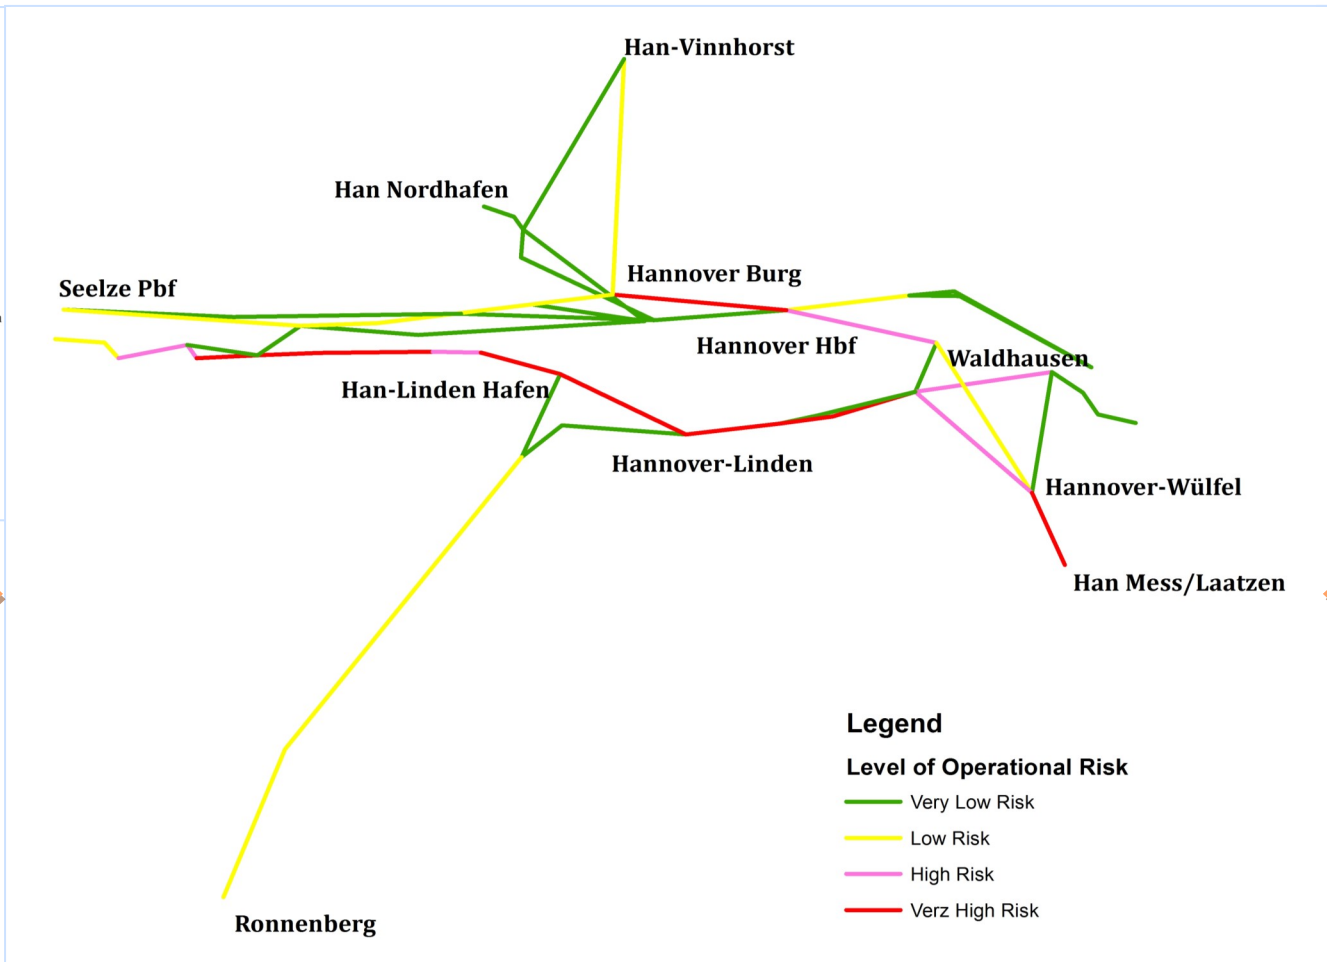 Han-Vinnhorst
Han Nordhafen
Hannover Burg
Seelze Pbf
Hannover Hbf
Waldhausen
Han-Linden Hafen
Hannover-Linden
Hannover-Wülfel
Han Mess/Laatzen
Ronnenberg
Legend
Level of Operational Risk
Very Low Risk
Low Risk
High Risk
Verz High Risk